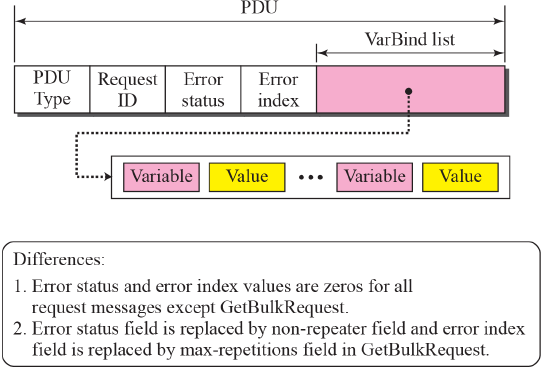 PDU
VarBind list
PDU Type
Request ID
Error status
Error index
Variable Value ••• Variable Value
Differences:
1. Error status and error index values are zeros for all
request messages except GetBulkRequest.
2. Error status field is replaced by non-repeater field and error index
field is replaced by max-repetitions field in GetBulkRequest.